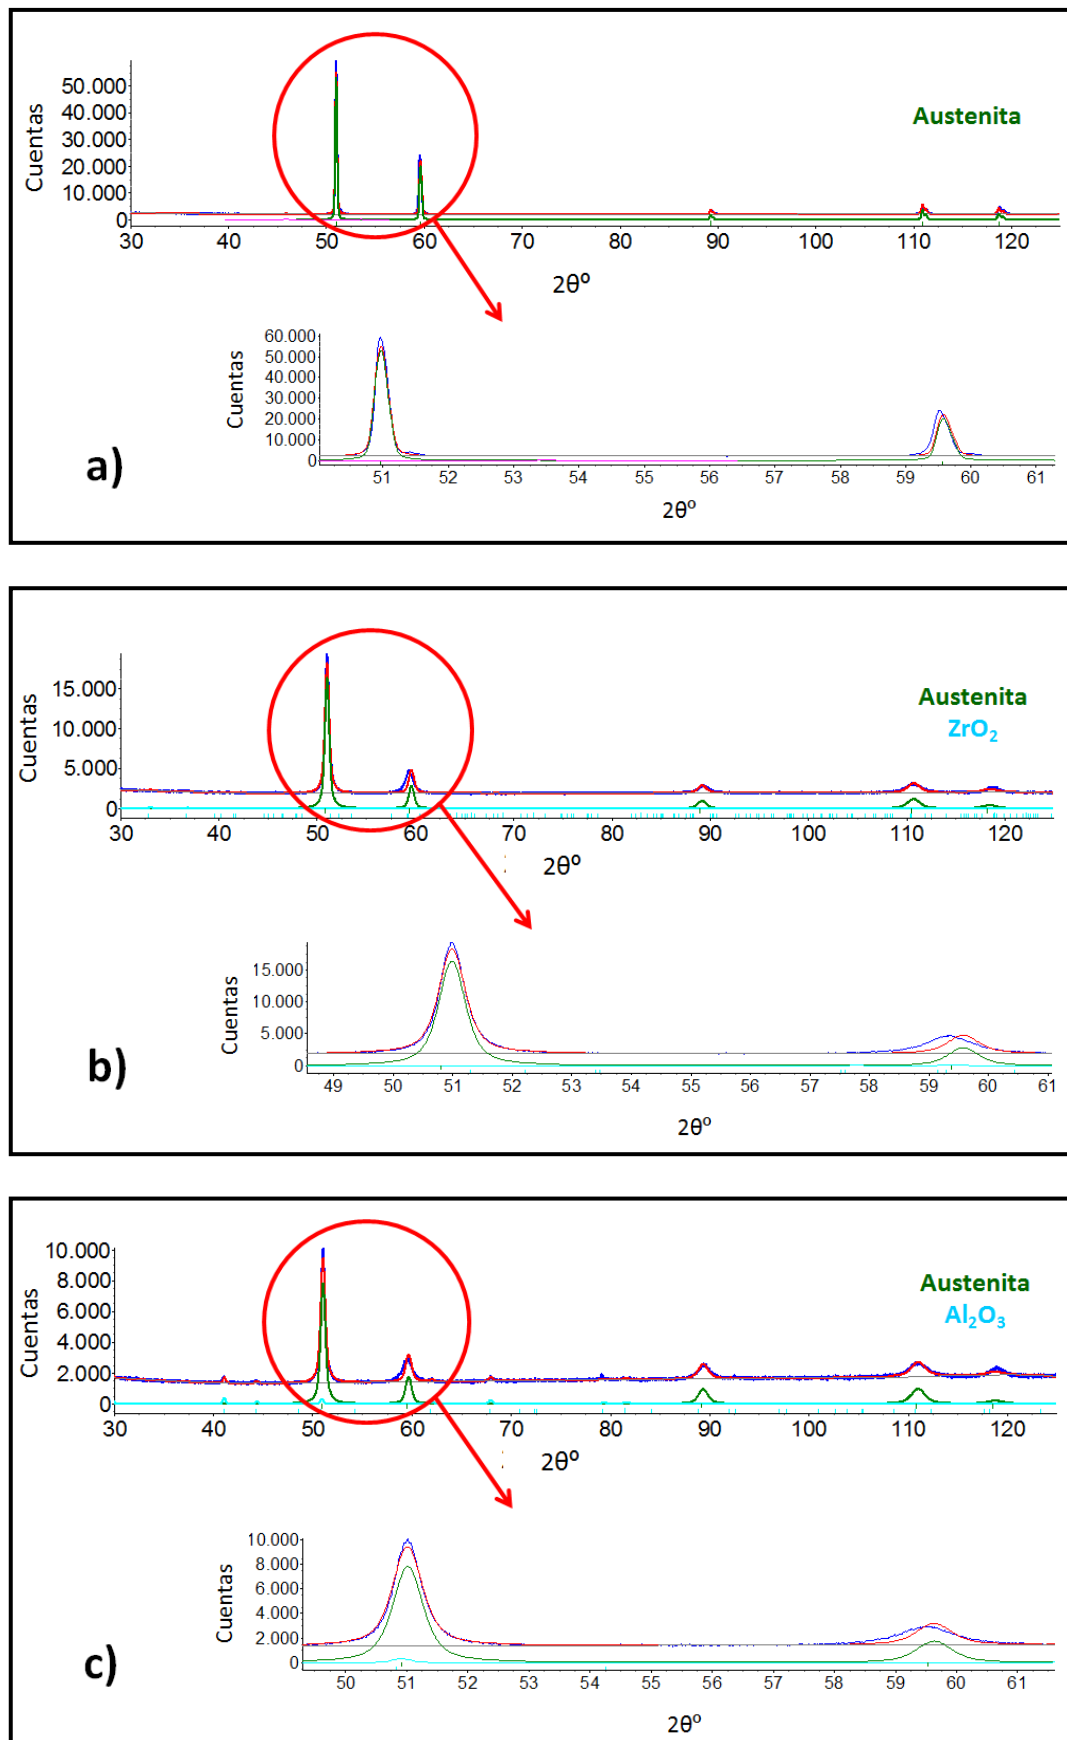 Cuentas
50.000
40.000
30.000
20.000
10.000
0
Austenita
30 40 50 60 70 80 90 100 110 120
2θº
Cuentas
60.000
50.000
40.000
30.000
20.000
10.000
0
51 52 53 54 55 56 57 58 59 60 61
2θº
a)
Cuentas
15.000
10.000
5.000
0
Austenita
ZrO₂
30 40 50 60 70 80 90 100 110 120
2θº
Cuentas
15.000
10.000
5.000
0
49 50 51 52 53 54 55 56 57 58 59 60 61
2θº
b)
Cuentas
10.000
8.000
6.000
4.000
2.000
0
Austenita
Al₂O₃
30 40 50 60 70 80 90 100 110 120
2θº
Cuentas
10.000
8.000
6.000
4.000
2.000
0
50 51 52 53 54 55 56 57 58 59 60 61
2θº
c)